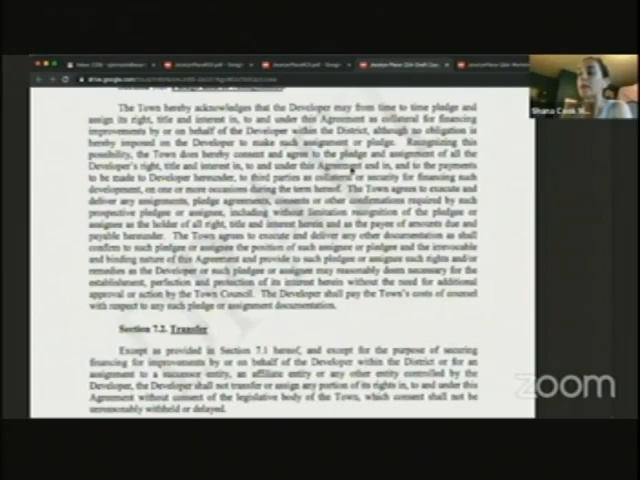 drive.google.com
Shana Cook
The Town hereby acknowledges that the Developer may from time to time pledge and
assign its right, title and interest in, to and under this Agreement as collateral for financing
improvements by or on behalf of the Developer within the District, although no obligation is
hereby imposed on the Developer to make such assignment or pledge. Recognizing this
possibility, the Town does hereby consent and agree to the pledge and assignment of all the
Developer's right, title and interest in, to and under this Agreement and in, and to the payments
to be made to Developer hereunder, to third parties as collateral or security for financing such
development, on one or more occasions during the term hereof. The Town agrees to execute and
deliver any assignments, pledge agreements, consents or other confirmations required by such
prospective pledgee or assignee, including without limitation recognition of the pledgee or
assignee as the holder of all right, title and interest herein and as the payee of amounts due and
payable hereunder. The Town agrees to execute and deliver any other documentation as shall
confirm to such pledgee or assignee the position of such assignee or pledgee and the irrevocable
and binding nature of this Agreement and provide to such pledgee or assignee such rights and/or
remedies as the Developer or such pledgee or assignee may reasonably deem necessary for the
establishment, perfection and protection of its interest herein without the need for additional
approval or action by the Town Council. The Developer shall pay the Town's costs of counsel
with respect to any such pledge or assignment documentation.
Section 7.2. Transfer
Except as provided in Section 7.1 hereof, and except for the purpose of securing
financing for improvements by or on behalf of the Developer within the District or for an
assignment to a successor entity, an affiliate entity or any other entity controlled by the
Developer, the Developer shall not transfer or assign any portion of its rights in, to and under this
Agreement without consent of the legislative body of the Town, which consent shall not be
unreasonably withheld or delayed.
zoom